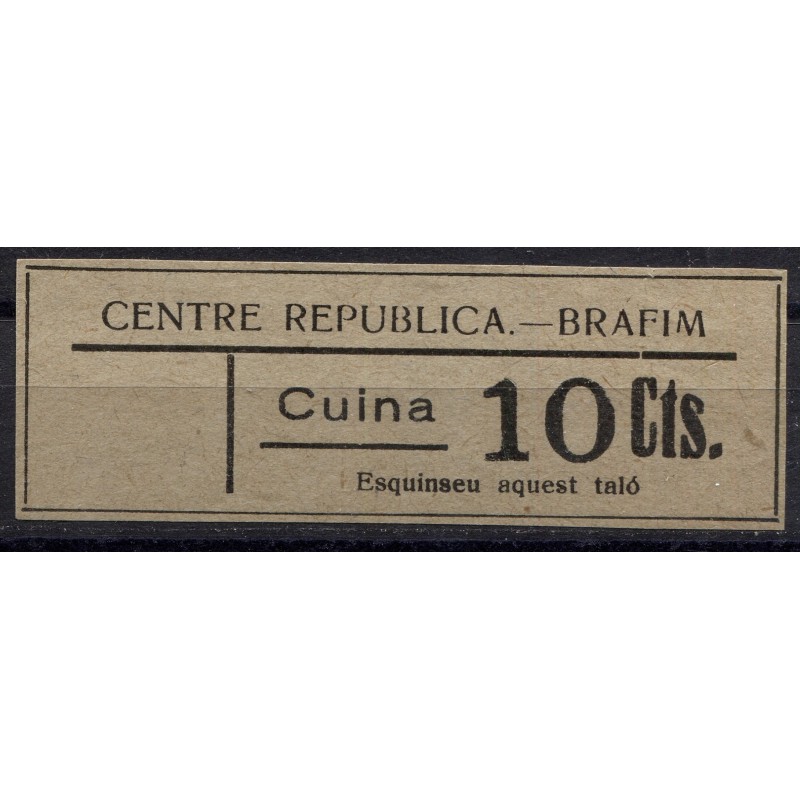 CENTRE REPUBLICA.—BRAFIM
Cuina 10 Cts.
Esquinseu aquest taló